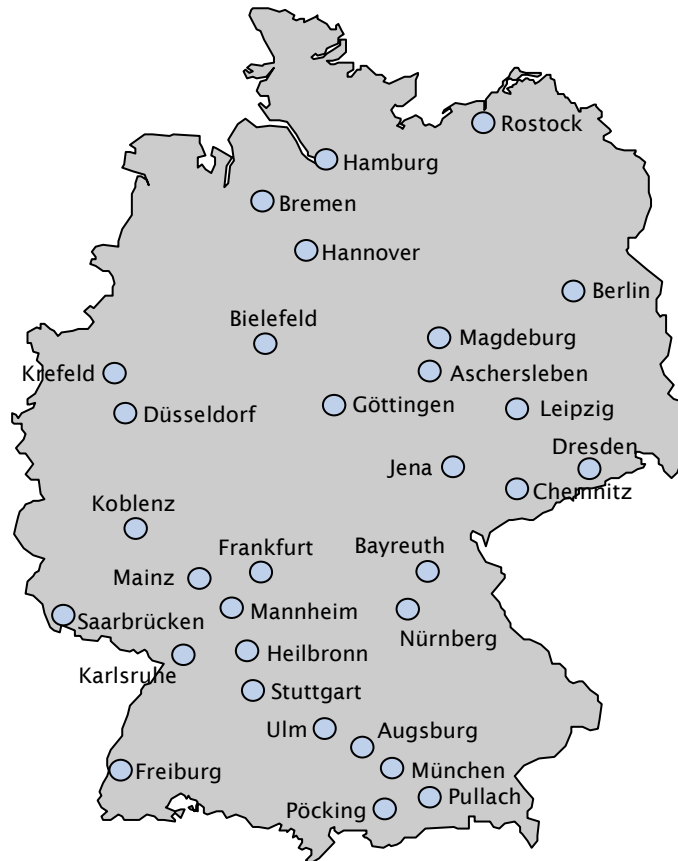 Rostock
Hamburg
Bremen
Hannover
Berlin
Bielefeld
Magdeburg
Krefeld
Aschersleben
Düsseldorf
Göttingen
Leipzig
Dresden
Jena
Chemnitz
Koblenz
Frankfurt
Bayreuth
Mainz
Mannheim
Saarbrücken
Nürnberg
Heilbronn
Karlsruhe
Stuttgart
Ulm
Augsburg
Freiburg
München
Pullach
Pöcking